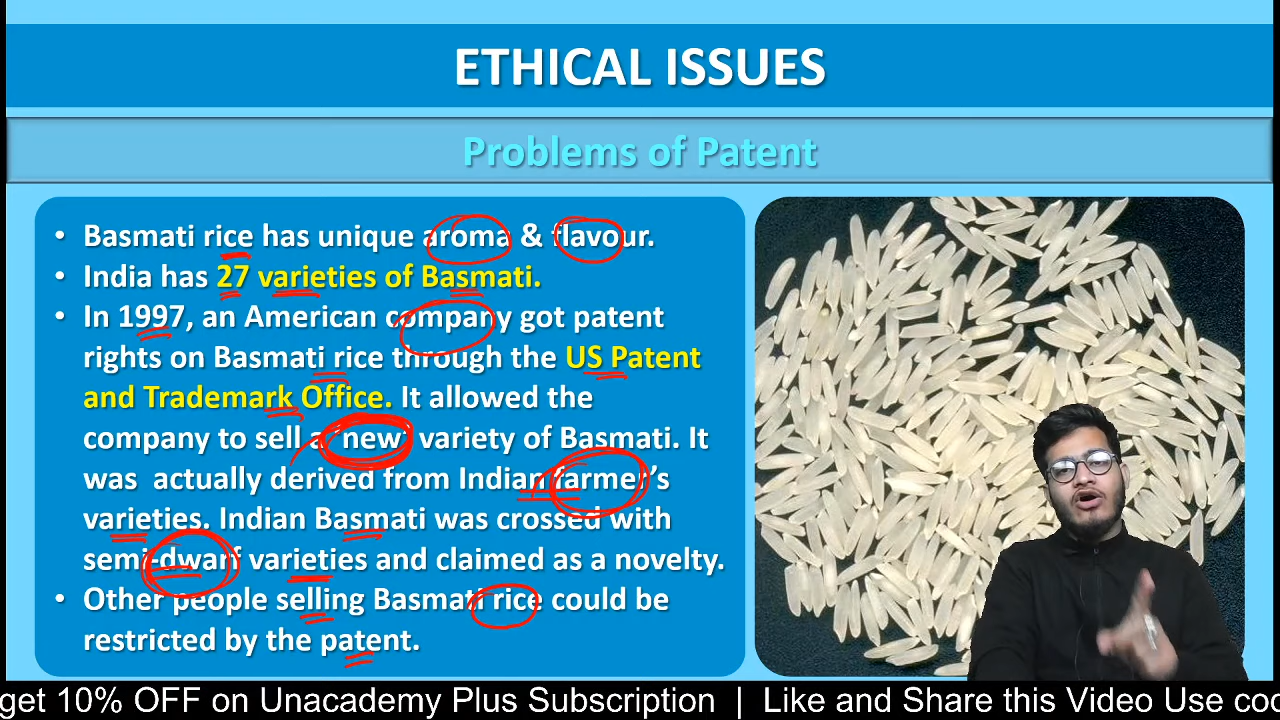 ETHICAL ISSUES
Problems of Patent
• Basmati rice has unique aroma & flavour.
• India has 27 varieties of Basmati.
• In 1997, an American company got patent
rights on Basmati rice through the US Patent
and Trademark Office. It allowed the
company to sell a ‘new’ variety of Basmati. It
was actually derived from Indian farmer’s
varieties. Indian Basmati was crossed with
semi-dwarf varieties and claimed as a novelty.
• Other people selling Basmati rice could be
restricted by the patent.
get 10% OFF on Unacademy Plus Subscription | Like and Share this Video Use